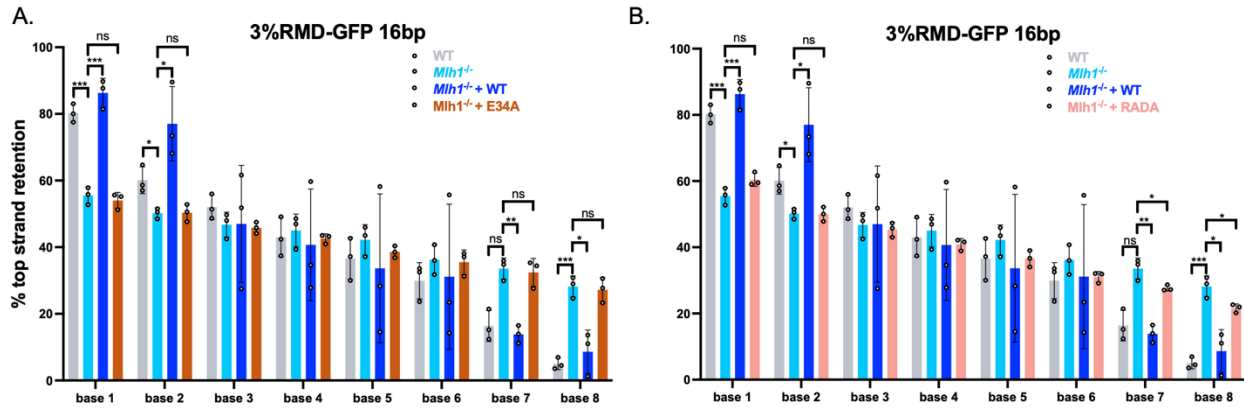 A.
3%RMD-GFP 16bp
WT
Mlh1-/-
Mlh1-/- + WT
Mlh1-/- + E34A
% top strand retention
100
80
60
40
20
0
*** *** ns
* * ns
ns ** ns
*** * ns
base 1 base 2 base 3 base 4 base 5 base 6 base 7 base 8
B.
3%RMD-GFP 16bp
WT
Mlh1-/-
Mlh1-/- + WT
Mlh1-/- + RADA
100
80
60
40
20
0
*** *** ns
* * ns
ns ** *
*** * *
base 1 base 2 base 3 base 4 base 5 base 6 base 7 base 8